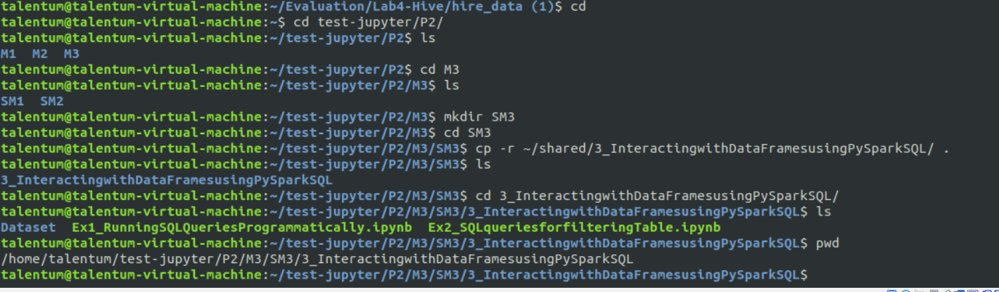 talentum@talentum-virtual-machine:~/Evaluation/Lab4-Hive/hire_data (1)$ cd
talentum@talentum-virtual-machine:~$ cd test-jupyter/P2/
talentum@talentum-virtual-machine:~/test-jupyter/P2$ ls
M1  M2  M3
talentum@talentum-virtual-machine:~/test-jupyter/P2$ cd M3
talentum@talentum-virtual-machine:~/test-jupyter/P2/M3$ ls
SM1  SM2
talentum@talentum-virtual-machine:~/test-jupyter/P2/M3$ mkdir SM3
talentum@talentum-virtual-machine:~/test-jupyter/P2/M3$ cd SM3
talentum@talentum-virtual-machine:~/test-jupyter/P2/M3/SM3$ cp -r ~/shared/3_InteractingwithDataFramesusingPySparkSQL/ .
talentum@talentum-virtual-machine:~/test-jupyter/P2/M3/SM3$ ls
3_InteractingwithDataFramesusingPySparkSQL
talentum@talentum-virtual-machine:~/test-jupyter/P2/M3/SM3$ cd 3_InteractingwithDataFramesusingPySparkSQL/
talentum@talentum-virtual-machine:~/test-jupyter/P2/M3/SM3/3_InteractingwithDataFramesusingPySparkSQL$ ls
Dataset  Ex1_RunningSQLQueriesProgrammatically.ipynb  Ex2_SQLqueriesforfilteringTable.ipynb
talentum@talentum-virtual-machine:~/test-jupyter/P2/M3/SM3/3_InteractingwithDataFramesusingPySparkSQL$ pwd
/home/talentum/test-jupyter/P2/M3/SM3/3_InteractingwithDataFramesusingPySparkSQL
talentum@talentum-virtual-machine:~/test-jupyter/P2/M3/SM3/3_InteractingwithDataFramesusingPySparkSQL$